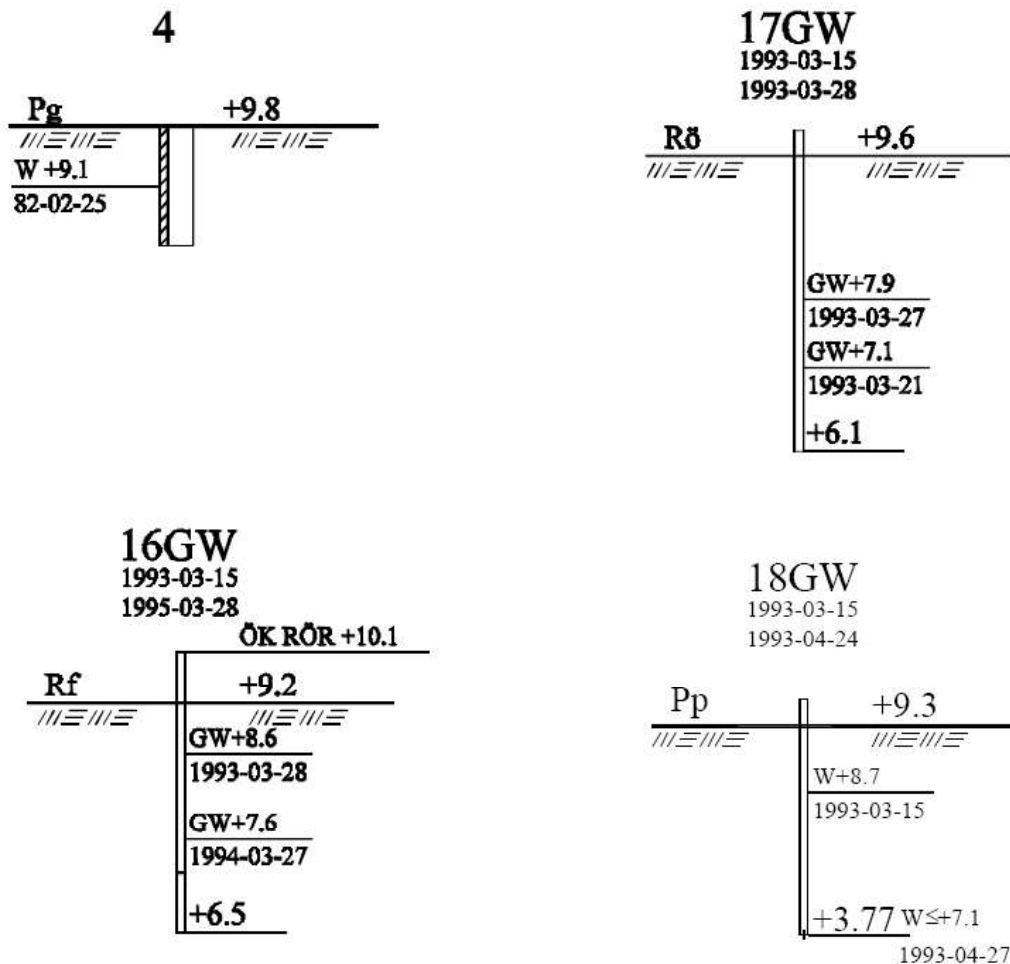 4
Pg +9.8
W +9.1
82-02-25
17GW
1993-03-15
1993-03-28
Rö +9.6
GW+7.9
1993-03-27
GW+7.1
1993-03-21
+6.1
16GW
1993-03-15
1995-03-28
ÖK RÖR +10.1
Rf +9.2
GW+8.6
1993-03-28
GW+7.6
1994-03-27
+6.5
18GW
1993-03-15
1993-04-24
Pp +9.3
W+8.7
1993-03-15
+3.77 W≤+7.1
1993-04-27